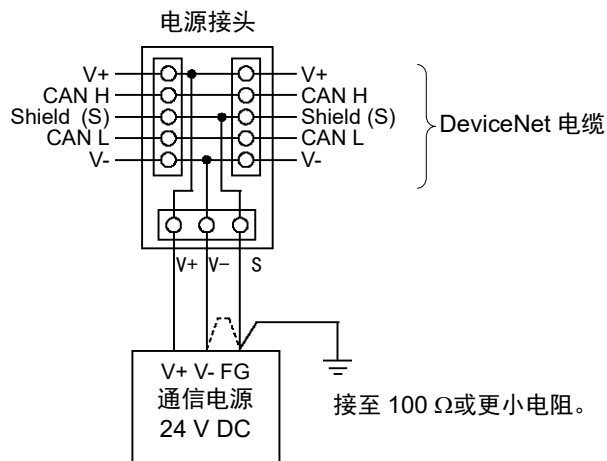 电源接头
V+ V+
CAN H CAN H
Shield (S) Shield (S)
CAN L CAN L
V- V-
DeviceNet 电缆
V+ V- S
V+ V- FG
通信电源
24 V DC
接至 100 Ω或更小电阻。